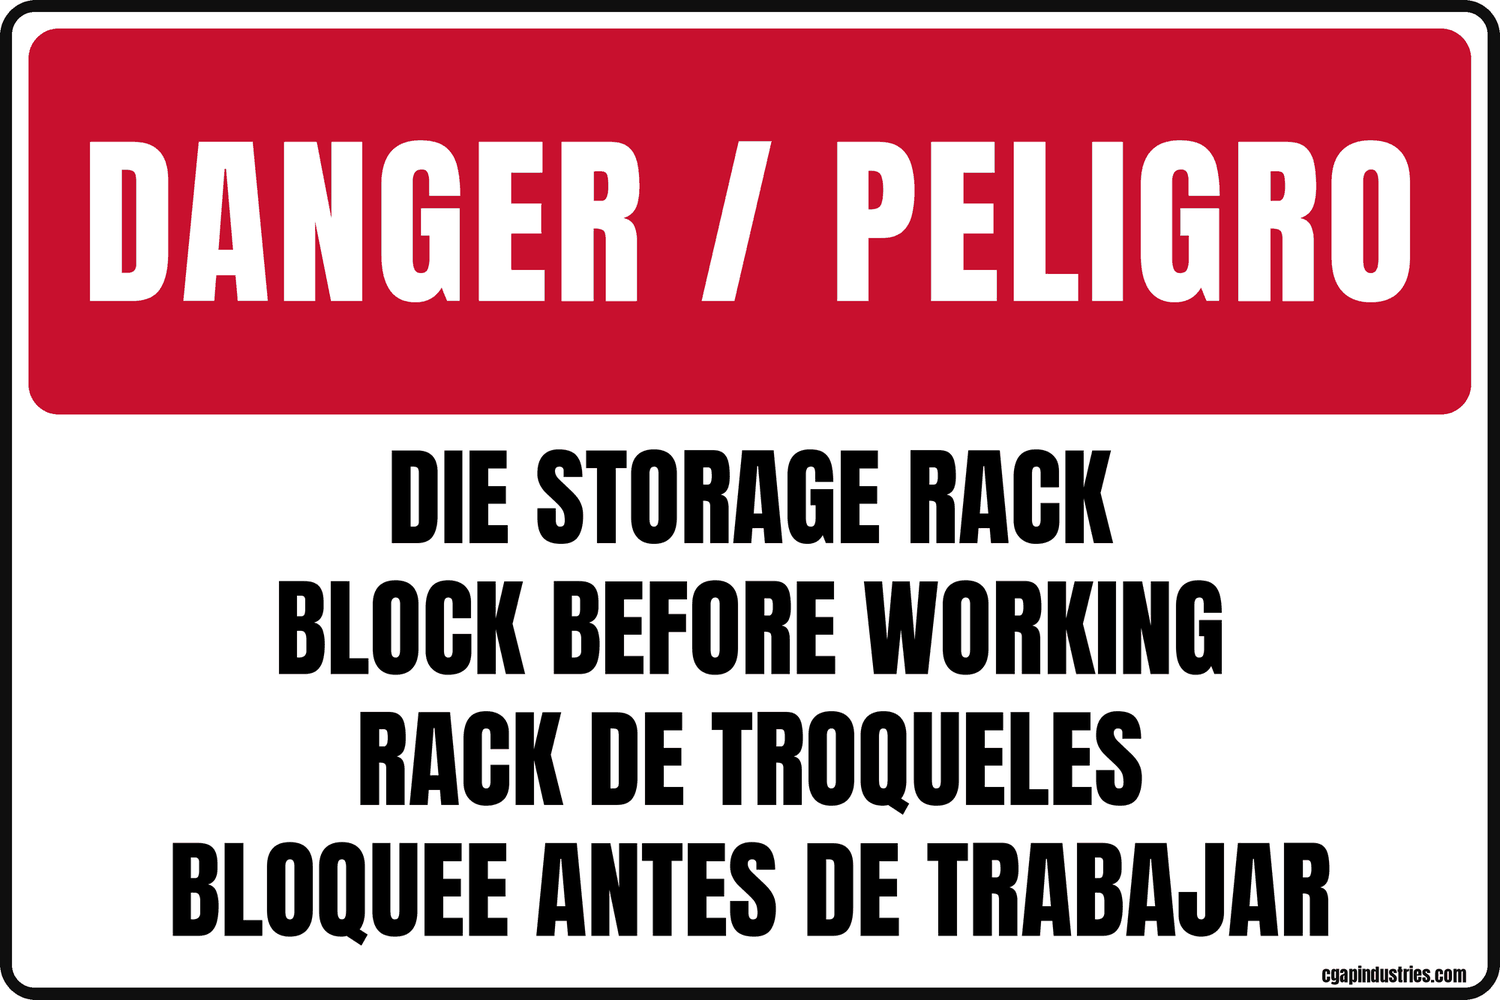 DANGER / PELIGRO
DIE STORAGE RACK
BLOCK BEFORE WORKING
RACK DE TROQUELES
BLOQUEE ANTES DE TRABAJAR
cgapindustries.com